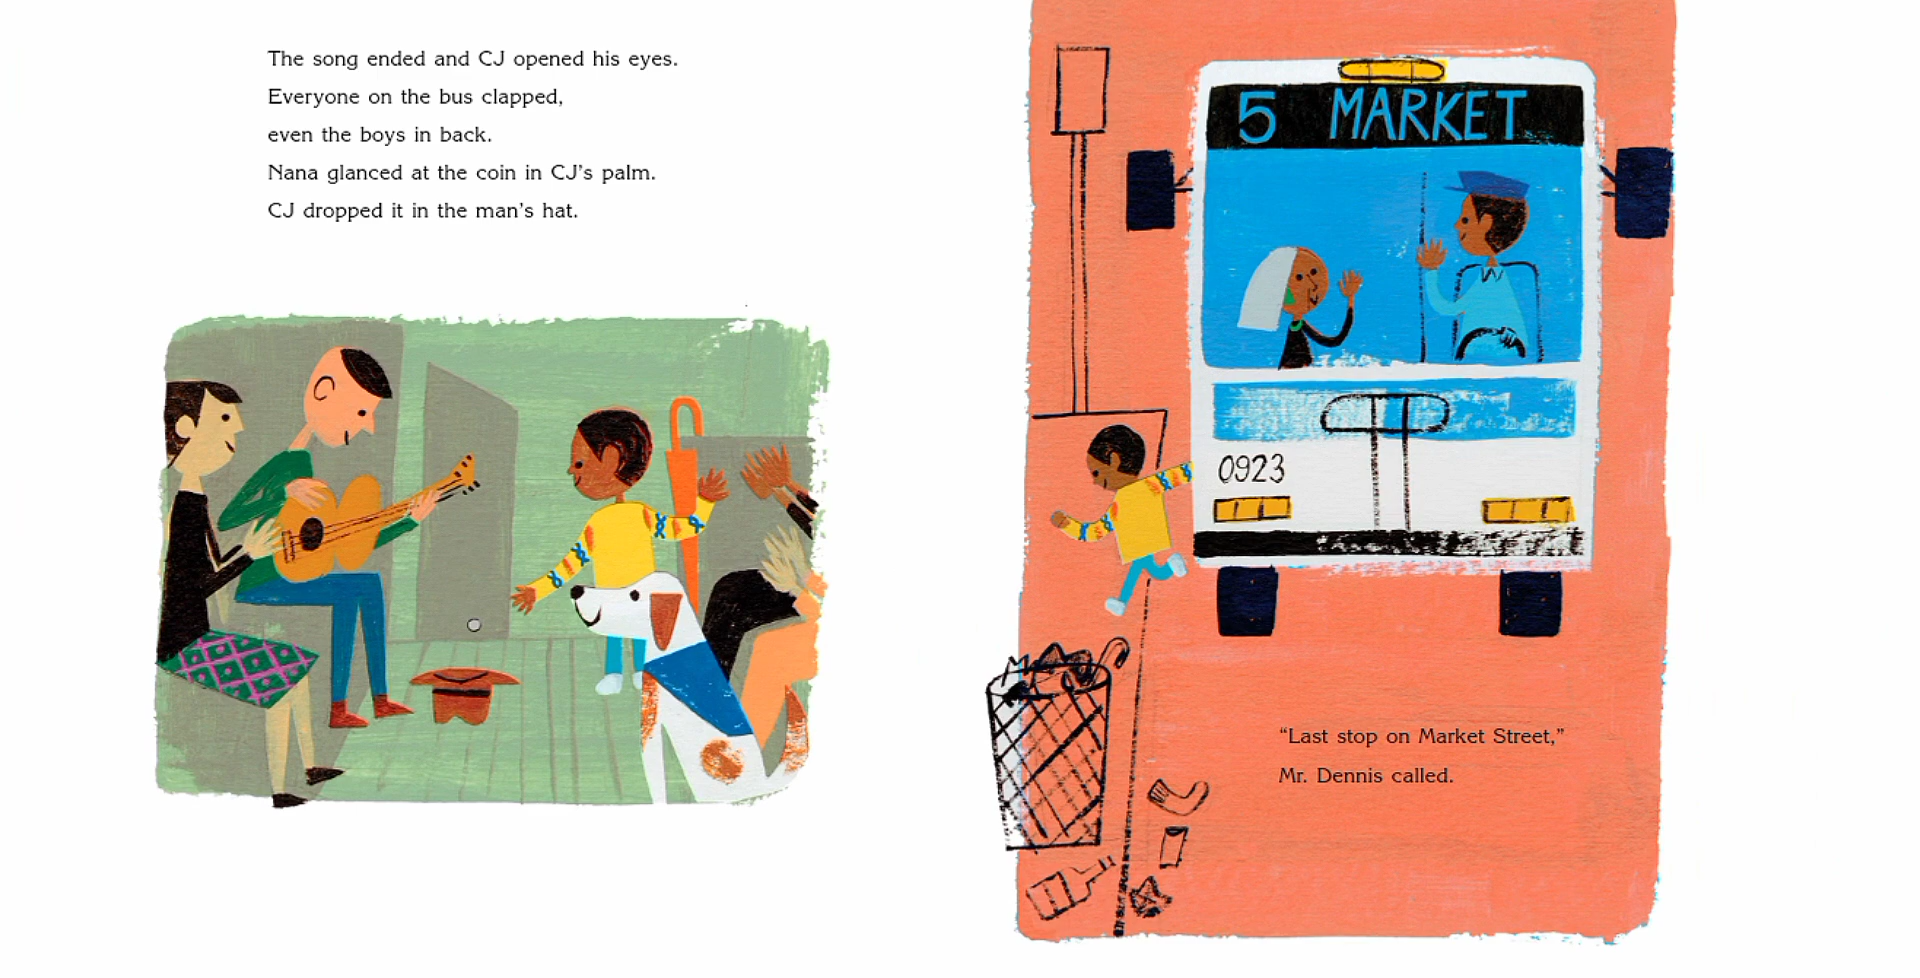 The song ended and CJ opened his eyes.
Everyone on the bus clapped,
even the boys in back.
Nana glanced at the coin in CJ’s palm.
CJ dropped it in the man’s hat.
5 MARKET
0923
“Last stop on Market Street,”
Mr. Dennis called.